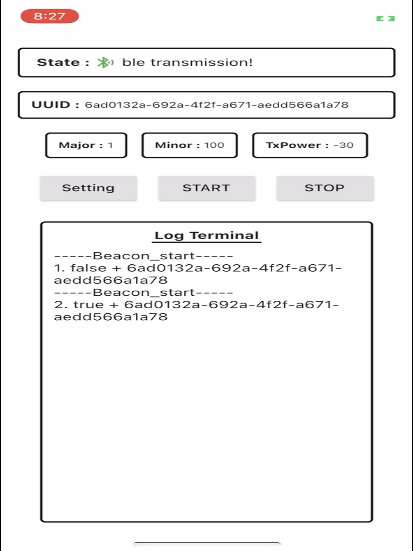 8:27
State : ble transmission!
UUID : 6ad0132a-692a-4f2f-a671-aedd566a1a78
Major : 1 Minor : 100 TxPower : -30
Setting START STOP
Log Terminal
-----Beacon_start-----
1. false + 6ad0132a-692a-4f2f-a671-
aedd566a1a78
-----Beacon_start-----
2. true + 6ad0132a-692a-4f2f-a671-
aedd566a1a78